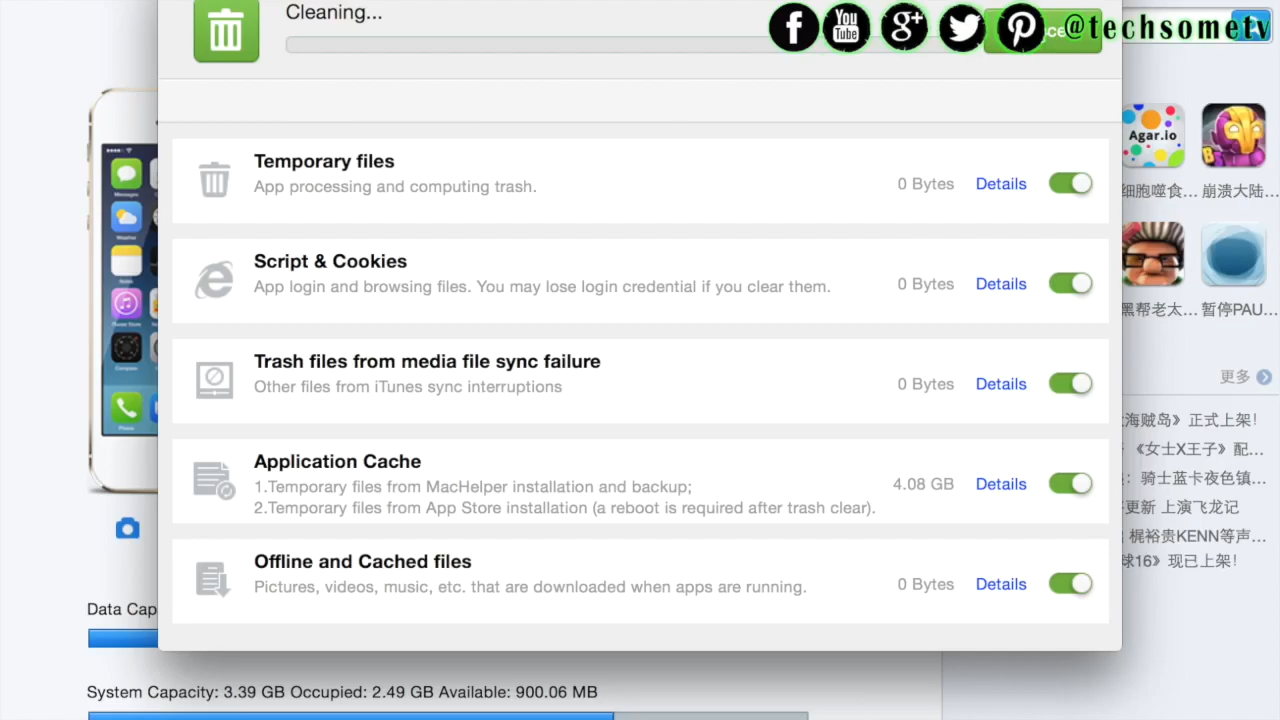 Cleaning...
You
Tube
@techsometv
Temporary files
App processing and computing trash.
0 Bytes
Details
Script & Cookies
App login and browsing files. You may lose login credential if you clear them.
0 Bytes
Details
Trash files from media file sync failure
Other files from iTunes sync interruptions
0 Bytes
Details
Application Cache
1.Temporary files from MacHelper installation and backup;
2.Temporary files from App Store installation (a reboot is required after trash clear).
4.08 GB
Details
Offline and Cached files
Pictures, videos, music, etc. that are downloaded when apps are running.
0 Bytes
Details
Agar.io
细胞噬食...
崩溃大陆...
黑帮老太...
暂停PAU...
更多
海贼岛》正式上架!
《女士X王子》配...
：骑士蓝卡夜色镇...
更新 上演飞龙记
梶裕贵KENN等声...
球16》现已上架!
Messages
Weather
Notes
iTunes Store
Compass
Phone
Data Cap
System Capacity: 3.39 GB Occupied: 2.49 GB Available: 900.06 MB